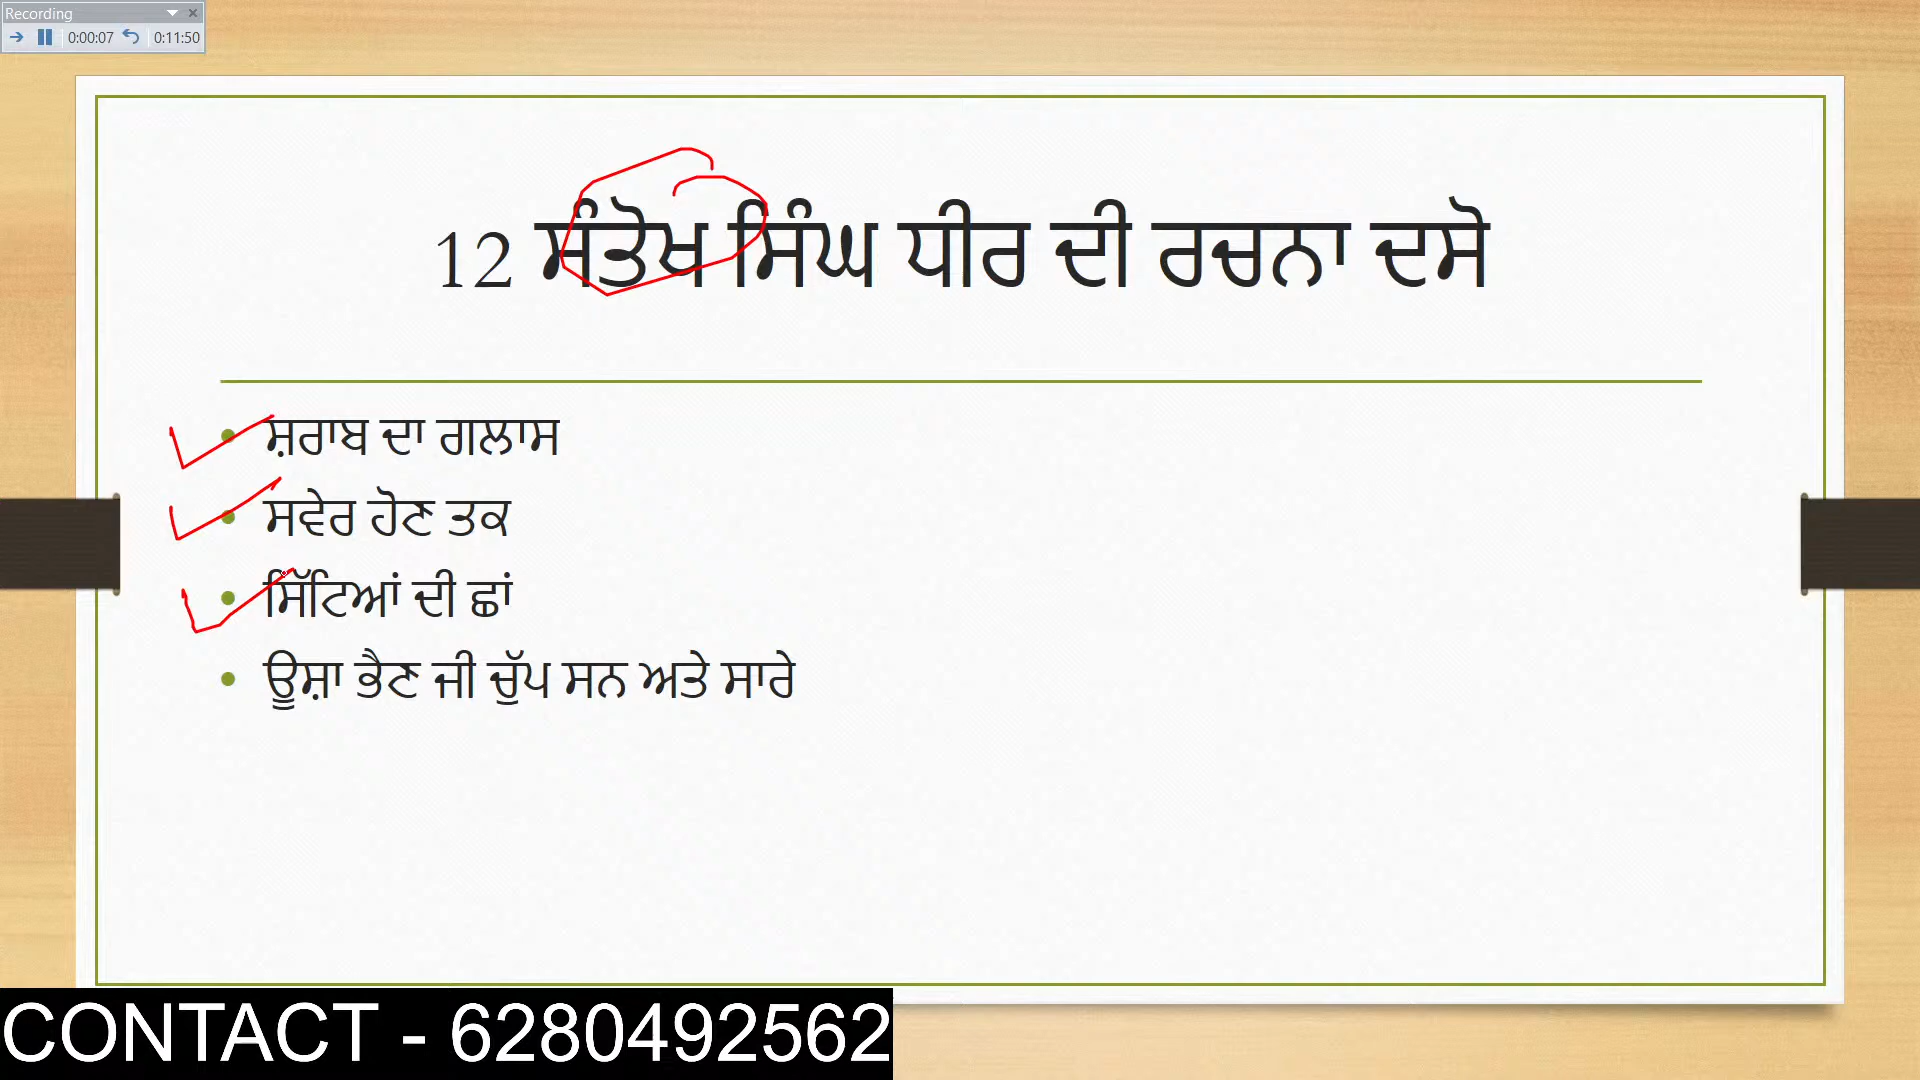 Recording
0:00:07 0:11:50
12 ਸੰਤੋਖ ਸਿੰਘ ਧੀਰ ਦੀ ਰਚਨਾ ਦਸੋ
ਸ਼ਰਾਬ ਦਾ ਗਲਾਸ
ਸਵੇਰ ਹੋਣ ਤਕ
ਸਿੱਟਿਆਂ ਦੀ ਛਾਂ
ਊਸ਼ਾ ਭੈਣ ਜੀ ਚੁੱਪ ਸਨ ਅਤੇ ਸਾਰੇ
CONTACT - 6280492562